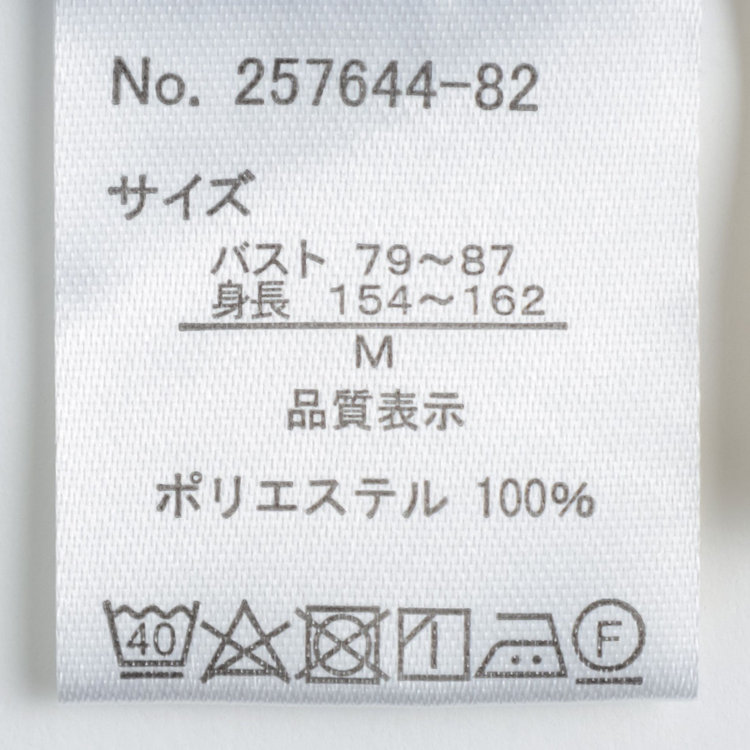 No. 257644-82
サイズ
バスト 79～87
身長 154～162
M
品質表示
ポリエステル 100%
40 F